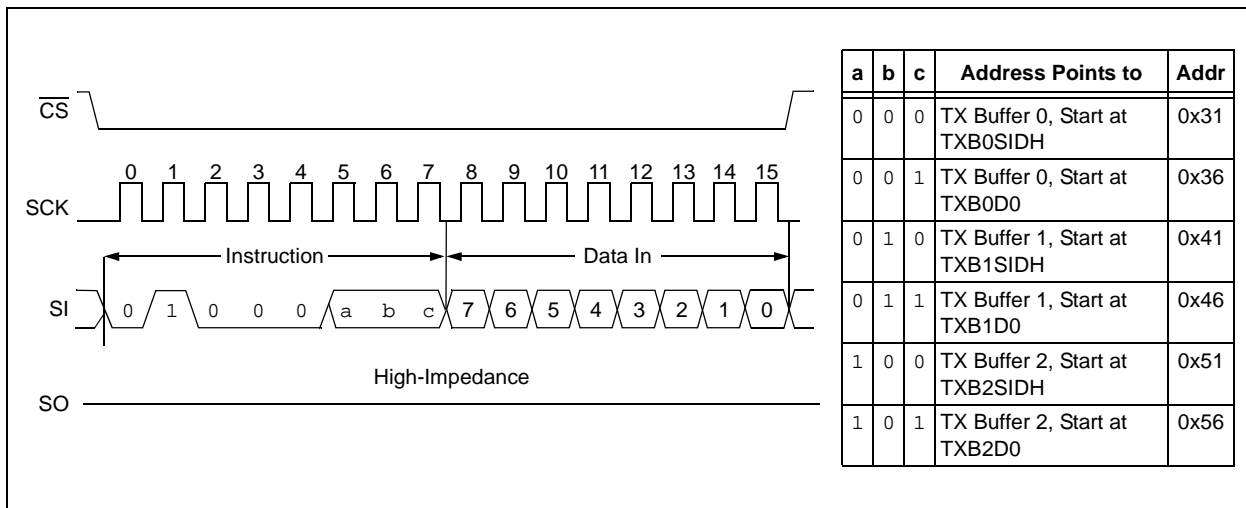 CS
SCK
0 1 2 3 4 5 6 7 8 9 10 11 12 13 14 15
Instruction
Data In
SI
0 1 0 0 0 a b c 7 6 5 4 3 2 1 0
High-Impedance
SO
a b c Address Points to Addr
0 0 0 TX Buffer 0, Start at 0x31
TXB0SIDH
0 0 1 TX Buffer 0, Start at 0x36
TXB0D0
0 1 0 TX Buffer 1, Start at 0x41
TXB1SIDH
0 1 1 TX Buffer 1, Start at 0x46
TXB1D0
1 0 0 TX Buffer 2, Start at 0x51
TXB2SIDH
1 0 1 TX Buffer 2, Start at 0x56
TXB2D0